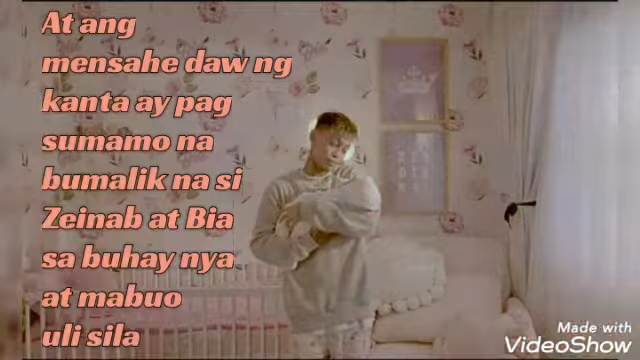 At ang
mensahe daw ng
kanta ay pag
sumamo na
bumalik na si
Zeinab at Bia
sa buhay nya
at mabuo
uli sila
Made with
VideoShow